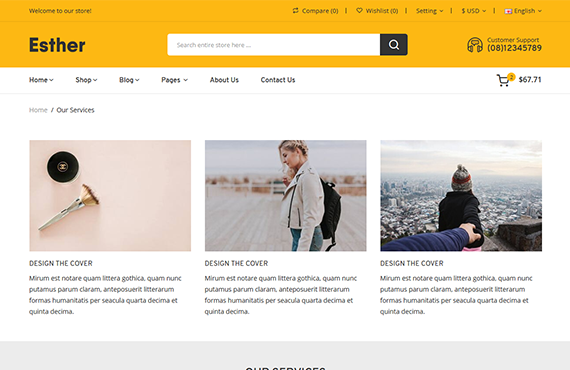 Welcome to our store!
Compare (0)
Wishlist (0)
Setting
$ USD
English
Esther
Search entire store here ...
Customer Support
(08)12345789
Home
Shop
Blog
Pages
About Us
Contact Us
2
$67.71
Home / Our Services
DESIGN THE COVER
Mirum est notare quam littera gothica, quam nunc
putamus parum claram, anteposuerit litterarum
formas humanitatis per seacula quarta decima et
quinta decima.
DESIGN THE COVER
Mirum est notare quam littera gothica, quam nunc
putamus parum claram, anteposuerit litterarum
formas humanitatis per seacula quarta decima et
quinta decima.
DESIGN THE COVER
Mirum est notare quam littera gothica, quam nunc
putamus parum claram, anteposuerit litterarum
formas humanitatis per seacula quarta decima et
quinta decima.
OUR SERVICES